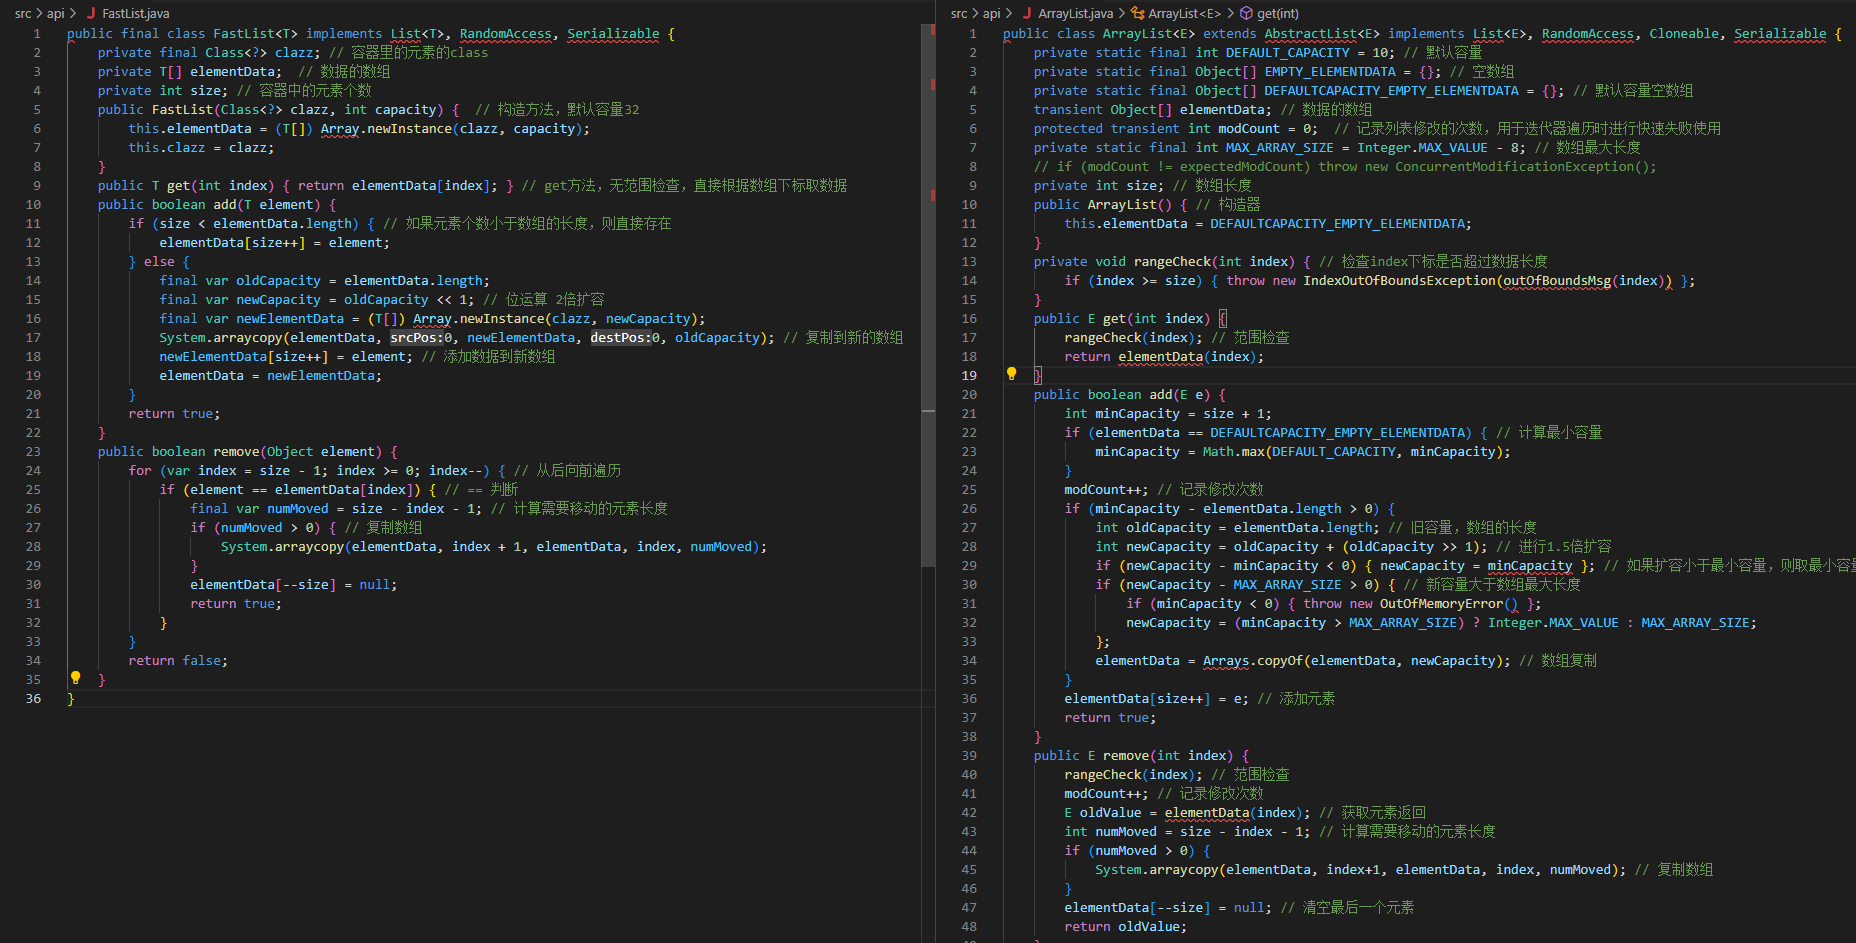 src > api > J FastList.java
1 public final class FastList<T> implements List<T>, RandomAccess, Serializable {
2 private final Class<?> clazz; // 容器里的元素的class
3 private T[] elementData;  // 数据的数组
4 private int size; // 容器中的元素个数
5 public FastList(Class<?> clazz, int capacity) {  // 构造方法，默认容量32
6 this.elementData = (T[]) Array.newInstance(clazz, capacity);
7 this.clazz = clazz;
8 }
9 public T get(int index) { return elementData[index]; } // get方法，无范围检查，直接根据数组下标取数据
10 public boolean add(T element) {
11 if (size < elementData.length) { // 如果元素个数小于数组的长度，则直接存在
12 elementData[size++] = element;
13 } else {
14 final var oldCapacity = elementData.length;
15 final var newCapacity = oldCapacity << 1; // 位运算 2倍扩容
16 final var newElementData = (T[]) Array.newInstance(clazz, newCapacity);
17 System.arraycopy(elementData, srcPos:0, newElementData, destPos:0, oldCapacity); // 复制到新的数组
18 newElementData[size++] = element; // 添加数据到新数组
19 elementData = newElementData;
20 }
21 return true;
22 }
23 public boolean remove(Object element) {
24 for (var index = size - 1; index >= 0; index--) { // 从后向前遍历
25 if (element == elementData[index]) { // == 判断
26 final var numMoved = size - index - 1; // 计算需要移动的元素长度
27 if (numMoved > 0) { // 复制数组
28 System.arraycopy(elementData, index + 1, elementData, index, numMoved);
29 }
30 elementData[--size] = null;
31 return true;
32 }
33 }
34 return false;
35 }
36 }
src > api > J ArrayList.java > ArrayList<E> > get(int)
1 public class ArrayList<E> extends AbstractList<E> implements List<E>, RandomAccess, Cloneable, Serializable {
2 private static final int DEFAULT_CAPACITY = 10; // 默认容量
3 private static final Object[] EMPTY_ELEMENTDATA = {}; // 空数组
4 private static final Object[] DEFAULTCAPACITY_EMPTY_ELEMENTDATA = {}; // 默认容量空数组
5 transient Object[] elementData; // 数据的数组
6 protected transient int modCount = 0;  // 记录列表修改的次数，用于迭代器遍历时进行快速失败使用
7 private static final int MAX_ARRAY_SIZE = Integer.MAX_VALUE - 8; // 数组最大长度
8 // if (modCount != expectedModCount) throw new ConcurrentModificationException();
9 private int size; // 数组长度
10 public ArrayList() { // 构造器
11 this.elementData = DEFAULTCAPACITY_EMPTY_ELEMENTDATA;
12 }
13 private void rangeCheck(int index) { // 检查index下标是否超过数据长度
14 if (index >= size) { throw new IndexOutOfBoundsException(outOfBoundsMsg(index)) };
15 }
16 public E get(int index) {
17 rangeCheck(index); // 范围检查
18 return elementData(index);
19 }
20 public boolean add(E e) {
21 int minCapacity = size + 1;
22 if (elementData == DEFAULTCAPACITY_EMPTY_ELEMENTDATA) { // 计算最小容量
23 minCapacity = Math.max(DEFAULT_CAPACITY, minCapacity);
24 }
25 modCount++; // 记录修改次数
26 if (minCapacity - elementData.length > 0) {
27 int oldCapacity = elementData.length; // 旧容量，数组的长度
28 int newCapacity = oldCapacity + (oldCapacity >> 1); // 进行1.5倍扩容
29 if (newCapacity - minCapacity < 0) { newCapacity = minCapacity }; // 如果扩容小于最小容量，则取最小容量
30 if (newCapacity - MAX_ARRAY_SIZE > 0) { // 新容量大于数组最大长度
31 if (minCapacity < 0) { throw new OutOfMemoryError() };
32 newCapacity = (minCapacity > MAX_ARRAY_SIZE) ? Integer.MAX_VALUE : MAX_ARRAY_SIZE;
33 };
34 elementData = Arrays.copyOf(elementData, newCapacity); // 数组复制
35 }
36 elementData[size++] = e; // 添加元素
37 return true;
38 }
39 public E remove(int index) {
40 rangeCheck(index); // 范围检查
41 modCount++; // 记录修改次数
42 E oldValue = elementData(index); // 获取元素返回
43 int numMoved = size - index - 1; // 计算需要移动的元素长度
44 if (numMoved > 0) {
45 System.arraycopy(elementData, index+1, elementData, index, numMoved); // 复制数组
46 }
47 elementData[--size] = null; // 清空最后一个元素
48 return oldValue;